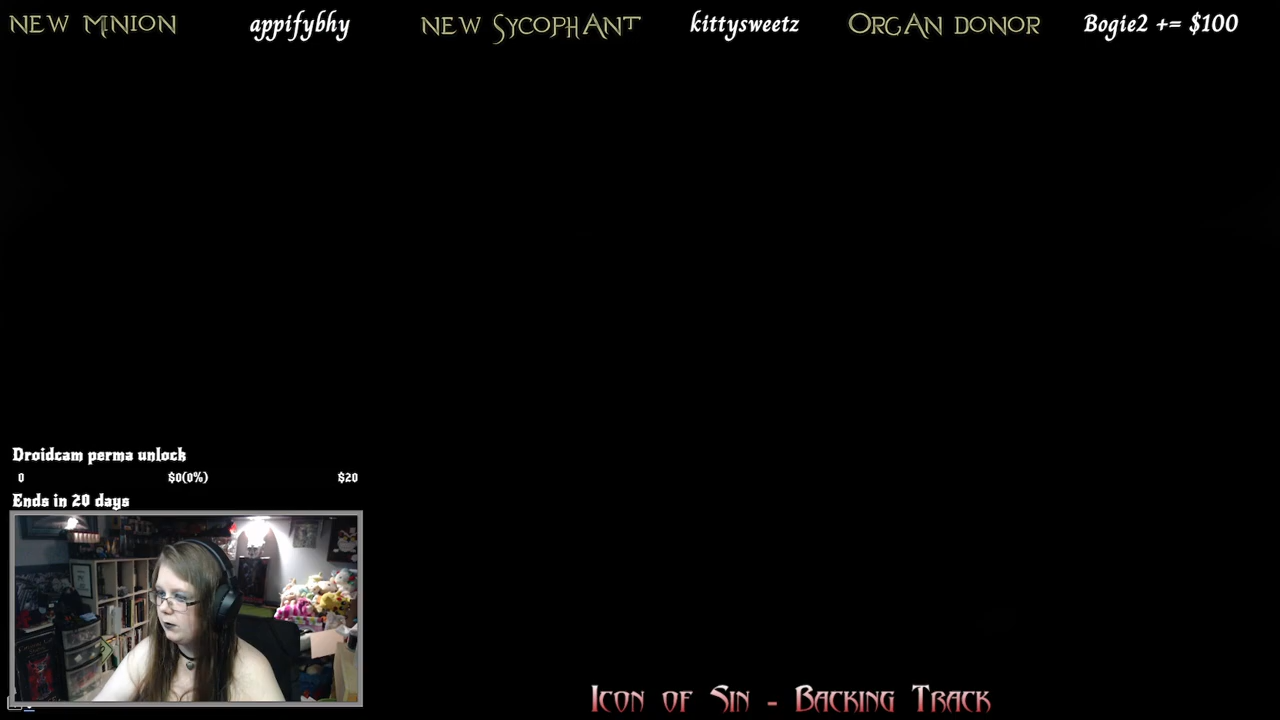 NEW MINION appifybhy NEW SYCOPHANT kittysweetz ORGAN DONOR Bogie2 += $100
Droidcam perma unlock
0 $0(0%) $20
Ends in 20 days
Icon of Sin - Backing Track